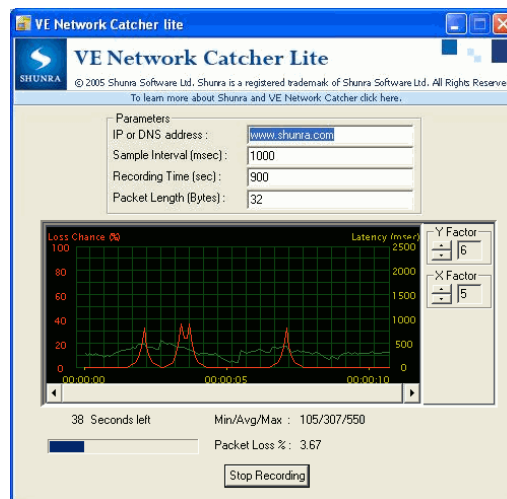 VE Network Catcher lite
SHUNRA
VE Network Catcher Lite
© 2005 Shunra Software Ltd. Shunra is a registered trademark of Shunra Software Ltd. All Rights Reserve
To learn more about Shunra and VE Network Catcher click here.
Parameters
IP or DNS address : www.shunra.com
Sample Interval (msec) : 1000
Recording Time (sec) : 900
Packet Length (Bytes) : 32
Loss Chance (%) Latency (msec)
100 2500
80 2000
60 1500
40 1000
20 500
0 0
00:00:00 00:00:05 00:00:10
Y Factor
6
X Factor
5
38 Seconds left Min/Avg/Max : 105/307/550
Packet Loss % : 3.67
Stop Recording